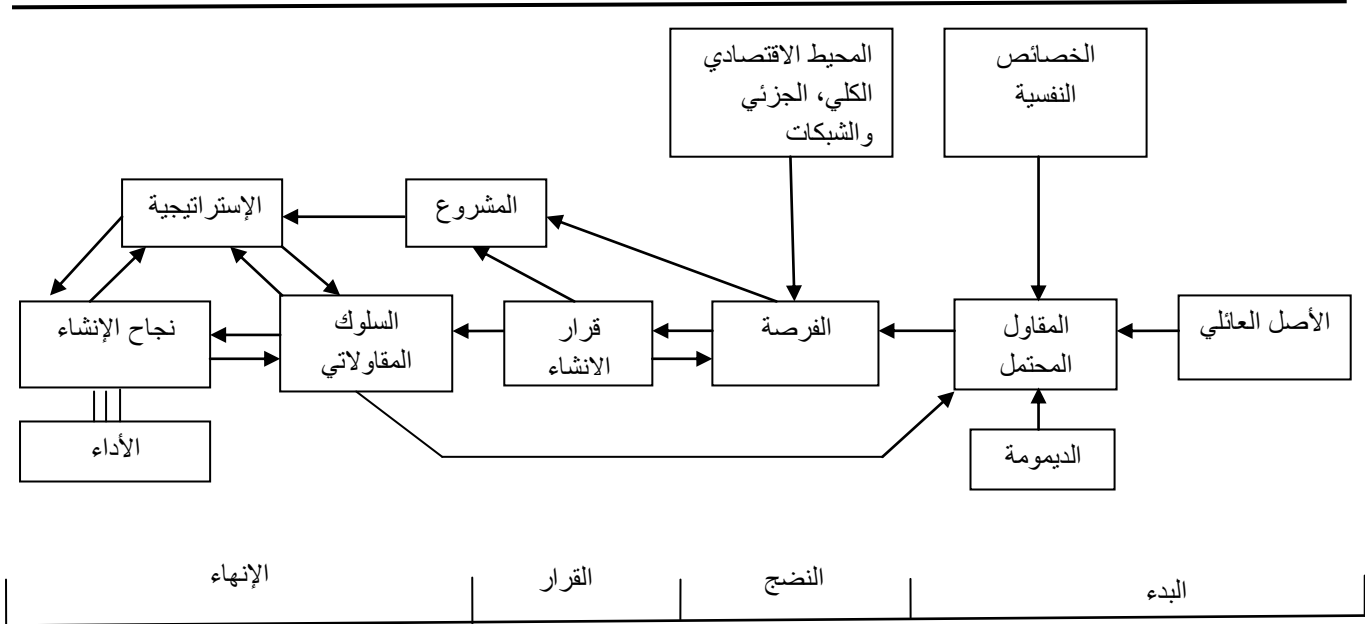 الخصائص
النفسية
المحيط الاقتصادي
الكلي، الجزئي
والشبكات
المشروع
الإستراتيجية
الأصل العائلي
المقاول
المحتمل
الفرصة
قرار
الانشاء
السلوك
المقاولاتي
نجاح الإنشاء
الديمومة
الأداء
البدء
النضج
القرار
الإنهاء